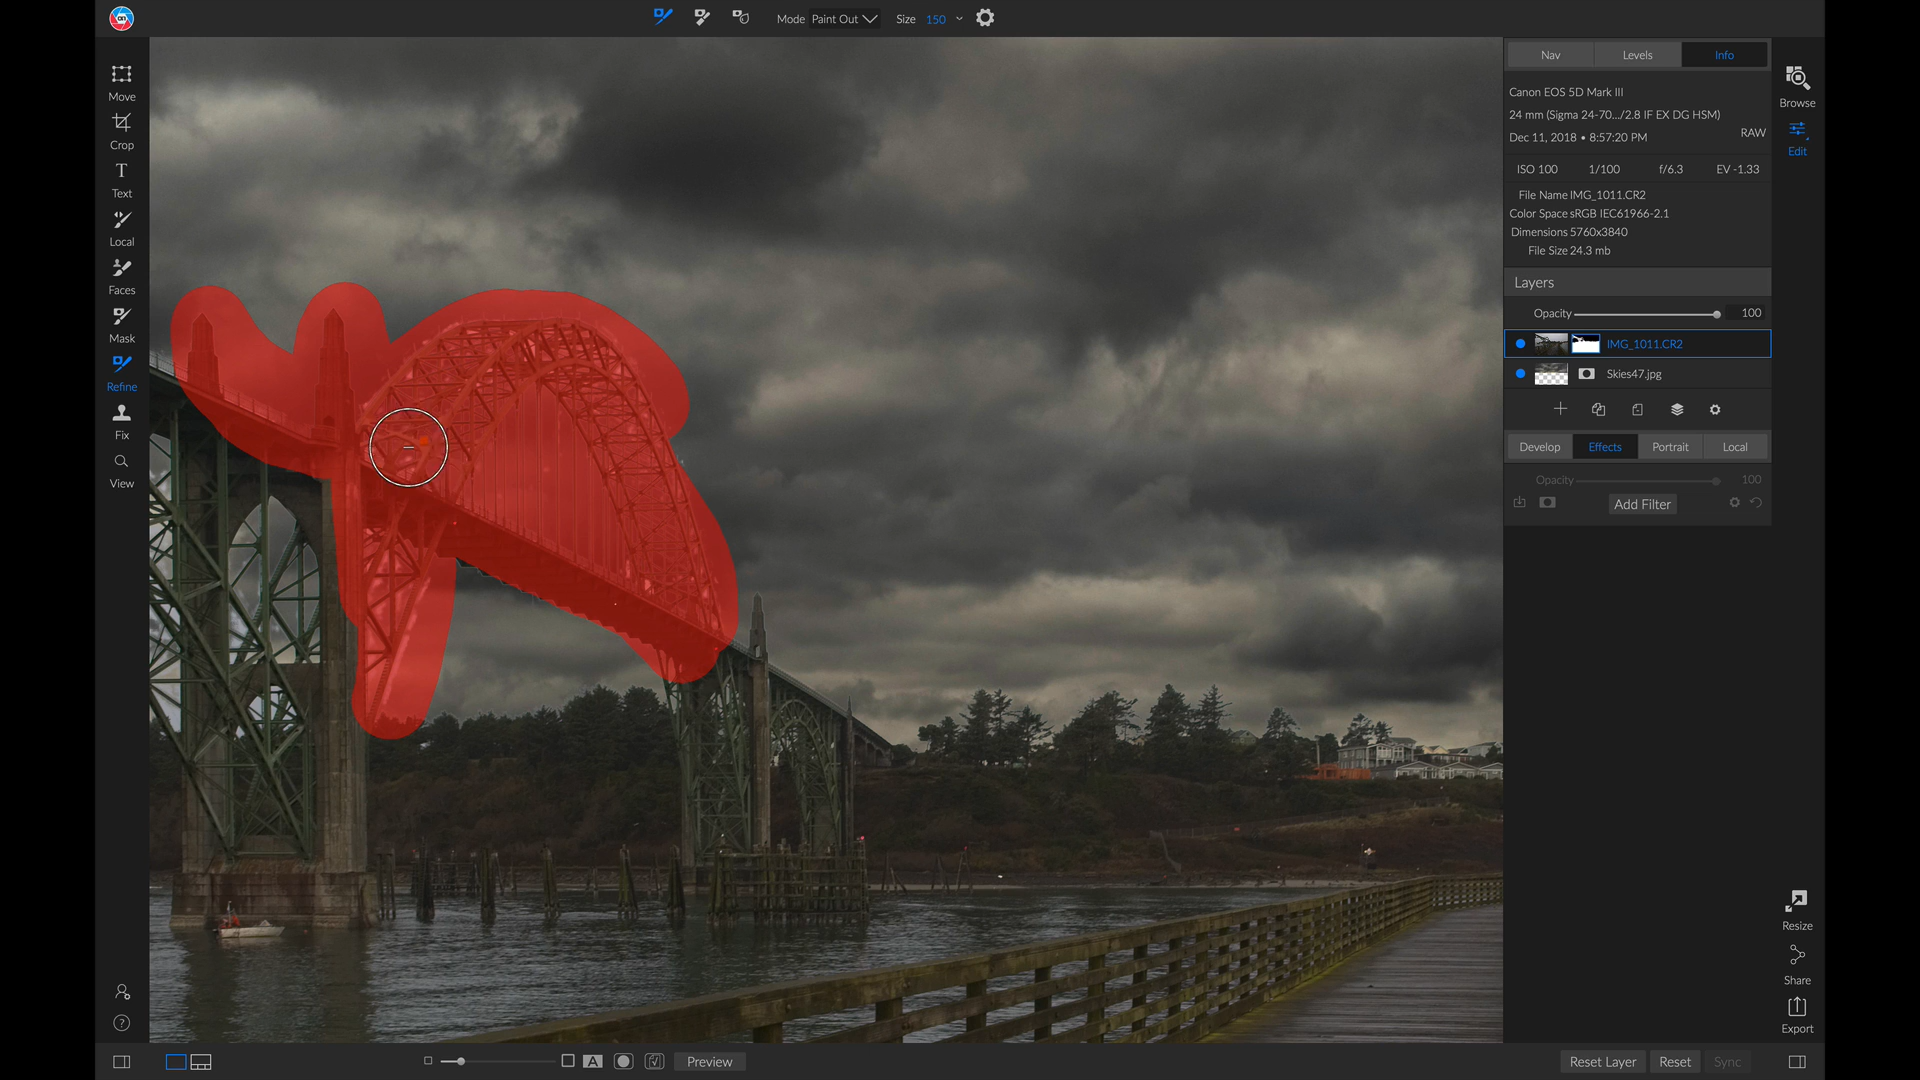 Mode Paint Out Size 150
Move
Crop
T
Text
Local
Faces
Mask
Refine
Fix
View
?
Nav Levels Info
Canon EOS 5D Mark III
24 mm (Sigma 24-70.../2.8 IF EX DG HSM)
Dec 11, 2018 • 8:57:20 PM RAW
ISO 100 1/100 f/6.3 EV -1.33
File Name IMG_1011.CR2
Color Space sRGB IEC61966-2.1
Dimensions 5760x3840
File Size 24.3 mb
Layers
Opacity 100
IMG_1011.CR2
Skies47.jpg
Develop Effects Portrait Local
Opacity 100
Add Filter
Browse
Edit
Resize
Share
Export
A Preview
Reset Layer Reset Sync